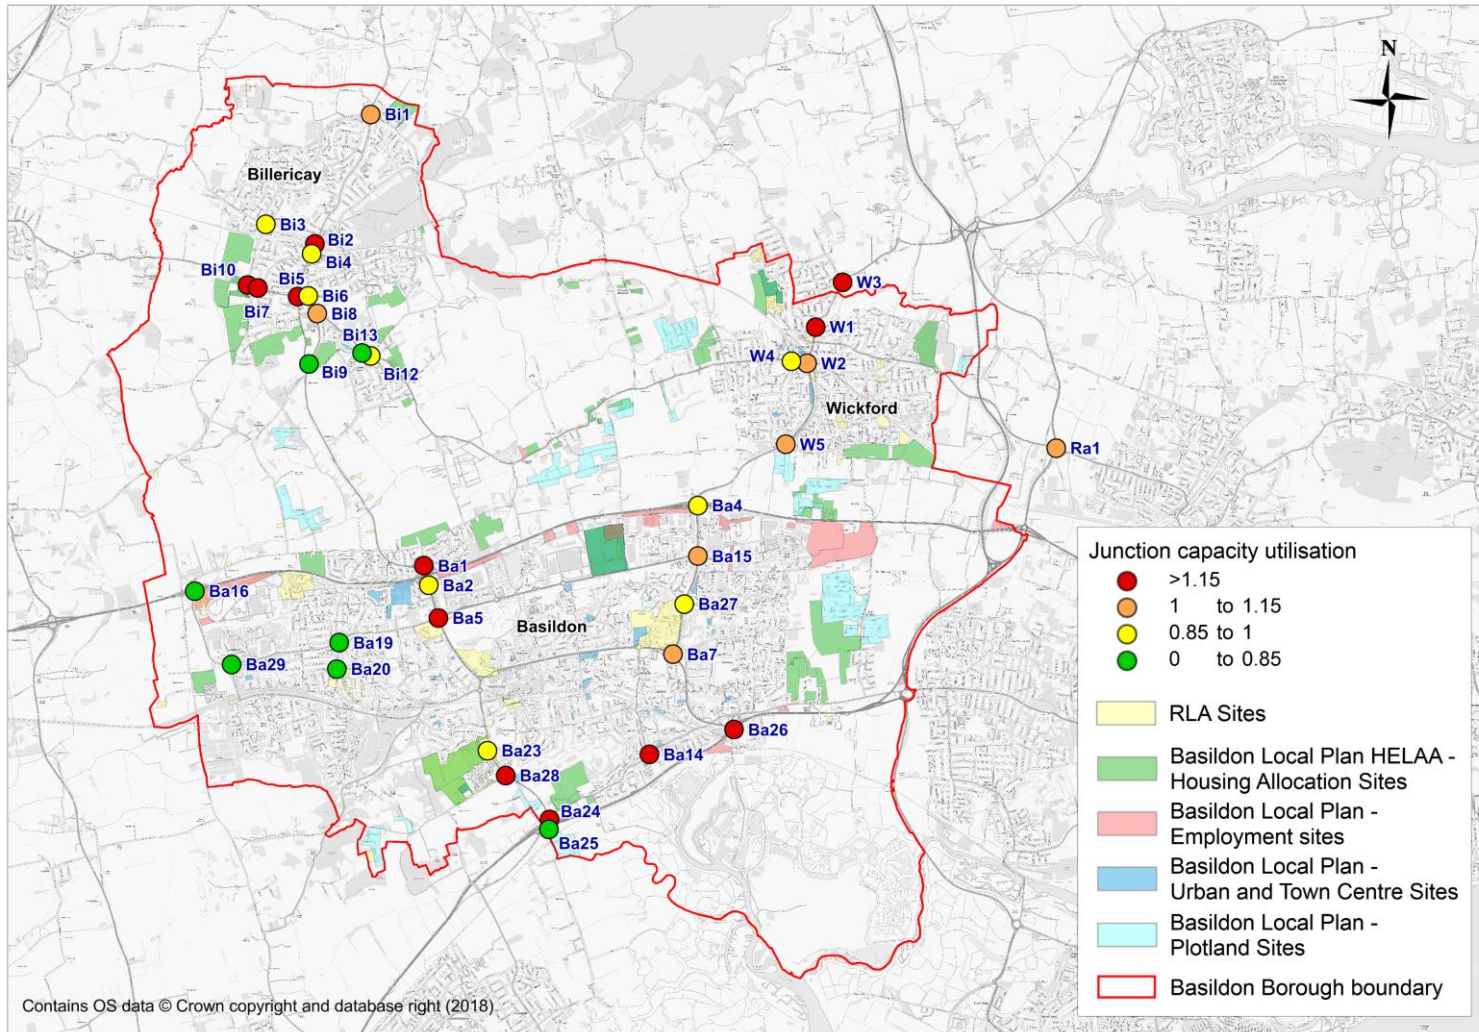 N
Bi1
Billericay
Bi3
Bi2
Bi4
Bi10
Bi5
Bi6
Bi7
Bi8
Bi13
Bi9
Bi12
W3
W1
W4
W2
Wickford
W5
Ra1
Ba4
Ba1
Ba15
Ba2
Ba16
Ba27
Ba5
Basildon
Ba19
Ba7
Ba29
Ba20
Ba26
Ba23
Ba14
Ba28
Ba24
Ba25
Junction capacity utilisation
>1.15
1 to 1.15
0.85 to 1
0 to 0.85
RLA Sites
Basildon Local Plan HELAA -
Housing Allocation Sites
Basildon Local Plan -
Employment sites
Basildon Local Plan -
Urban and Town Centre Sites
Basildon Local Plan -
Plotland Sites
Basildon Borough boundary
Contains OS data © Crown copyright and database right (2018)